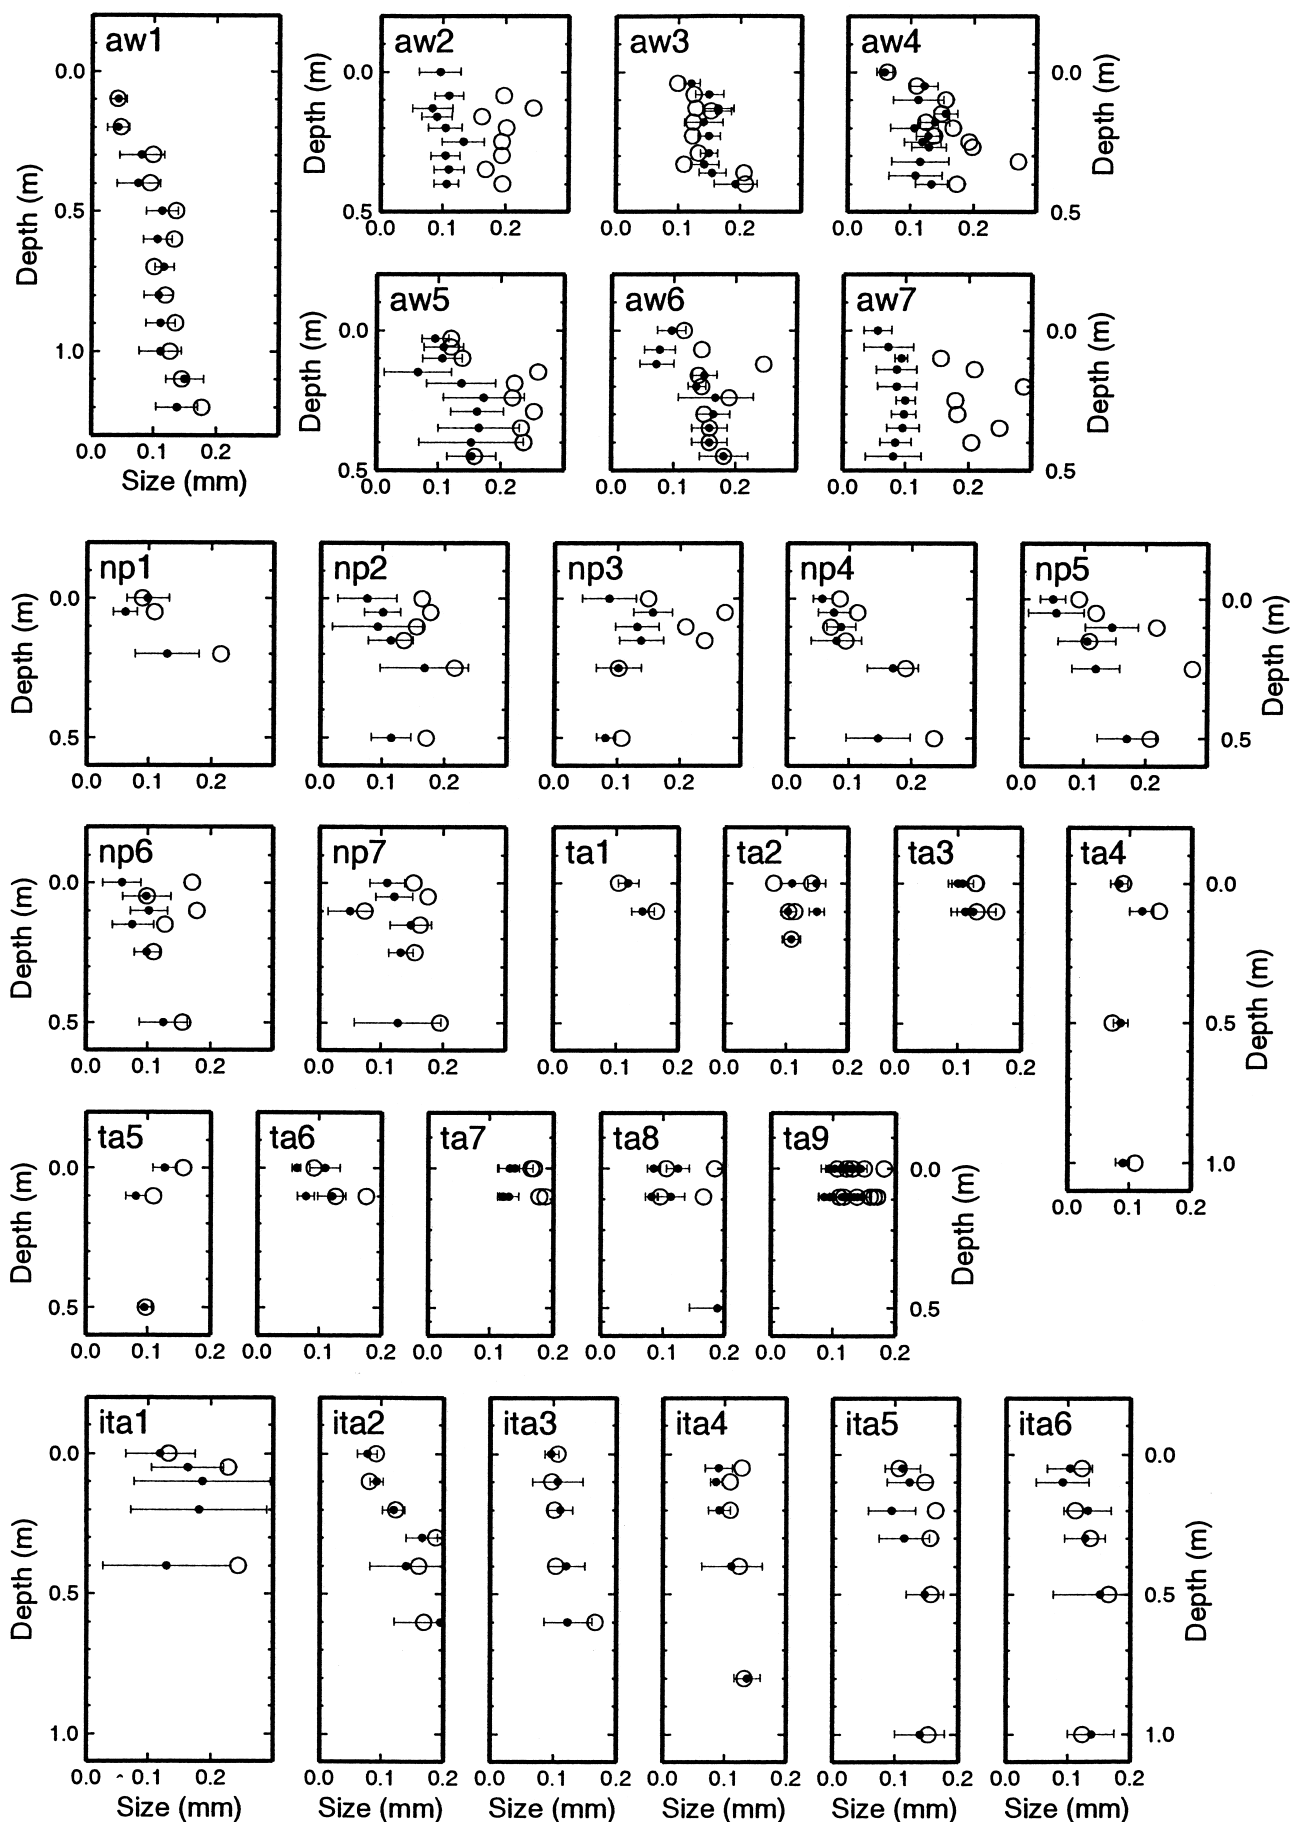 aw1 aw2 aw3 aw4
0.0 Depth (m) 0.0 Depth (m) 0.0
Depth (m) 0.5 0.5 0.5
0.0 0.1 0.2 0.0 0.1 0.2 0.0 0.1 0.2
aw5 aw6 aw7
Depth (m) 0.0 0.0 Depth (m)
1.0
0.5 0.5
0.0 0.1 0.2 0.0 0.1 0.2 0.0 0.1 0.2 0.0 0.1 0.2
Size (mm)
np1 np2 np3 np4 np5
0.0 0.0
Depth (m) Depth (m)
0.5 0.5
0.0 0.1 0.2 0.0 0.1 0.2 0.0 0.1 0.2 0.0 0.1 0.2 0.0 0.1 0.2
np6 np7 ta1 ta2 ta3 ta4
0.0 0.0
Depth (m) Depth (m)
0.5 0.5
0.0 0.1 0.2 0.0 0.1 0.2 0.0 0.1 0.2 0.0 0.1 0.2 0.0 0.1 0.2
ta5 ta6 ta7 ta8 ta9
0.0 0.0 1.0
Depth (m) Depth (m) 0.0 0.1 0.2
0.5 0.5
0.0 0.1 0.2 0.0 0.1 0.2 0.0 0.1 0.2 0.0 0.1 0.2 0.0 0.1 0.2
ita1 ita2 ita3 ita4 ita5 ita6
0.0 0.0
Depth (m) Depth (m)
0.5 0.5
1.0 1.0
0.0 0.1 0.2 0.0 0.1 0.2 0.0 0.1 0.2 0.0 0.1 0.2 0.0 0.1 0.2 0.0 0.1 0.2
Size (mm) Size (mm) Size (mm) Size (mm) Size (mm) Size (mm)